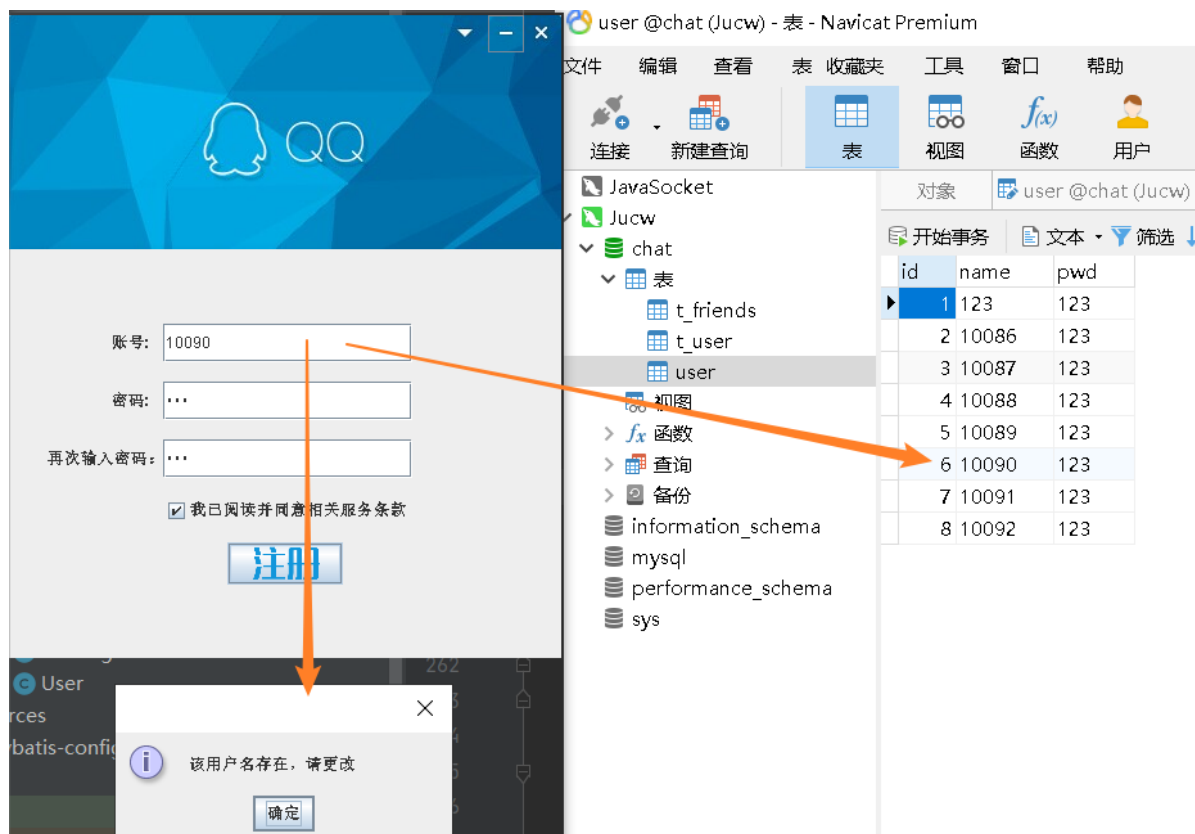 QQ
账号:
10090
密码:
•••
再次输入密码:
•••
我已阅读并同意相关服务条款
注册
262
User
rces
batis-config
该用户名存在，请更改
确定
user @chat (Jucw) - 表 - Navicat Premium
文件 编辑 查看 表 收藏夹 工具 窗口 帮助
连接 新建查询 表 视图 f(x) 函数 用户
JavaSocket
Jucw
chat
表
t_friends
t_user
user
视图
fx 函数
查询
备份
information_schema
mysql
performance_schema
sys
对象 user @chat (Jucw)
开始事务 文本 筛选
id name pwd
1 123 123
2 10086 123
3 10087 123
4 10088 123
5 10089 123
6 10090 123
7 10091 123
8 10092 123